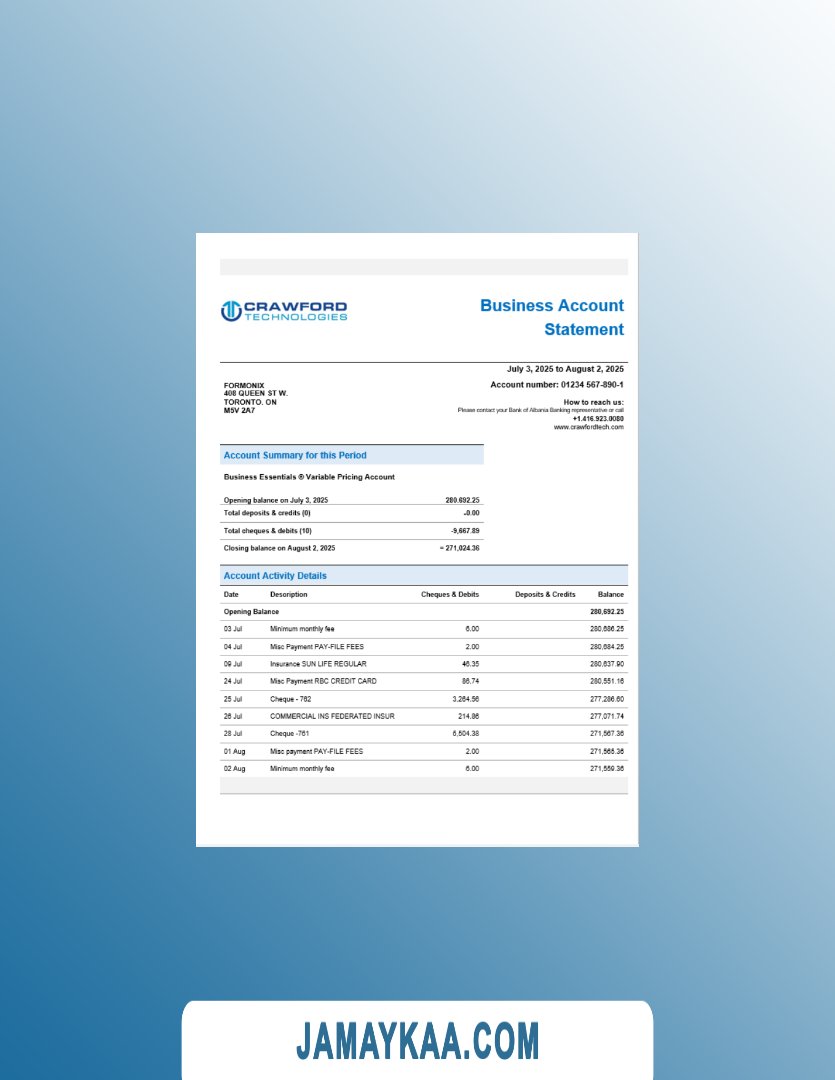 CRAWFORD
TECHNOLOGIES
Business Account
Statement
July 3, 2025 to August 2, 2025
Account number: 01234 567-890-1
FORMONIX
408 QUEEN ST W.
TORONTO. ON
M5V 2A7
How to reach us:
Please contact your Bank of Albania Banking representative or call
+1.416.923.0080
www.crawfordtech.com
Account Summary for this Period
Business Essentials ® Variable Pricing Account
Opening balance on July 3, 2025 280.692.25
Total deposits & credits (0) -0.00
Total cheques & debits (10) -9,667.89
Closing balance on August 2, 2025 = 271,024.36
Account Activity Details
Date Description Cheques & Debits Deposits & Credits Balance
Opening Balance 280,692.25
03 Jul Minimum monthly fee 6.00 280,686.25
04 Jul Misc Payment PAY-FILE FEES 2.00 280,684.25
09 Jul Insurance SUN LIFE REGULAR 46.35 280,637.90
24 Jul Misc Payment RBC CREDIT CARD 86.74 280,551.16
25 Jul Cheque - 762 3,264.56 277,286.60
26 Jul COMMERCIAL INS FEDERATED INSUR 214.86 277,071.74
28 Jul Cheque -761 5,504.38 271,567.36
01 Aug Misc payment PAY-FILE FEES 2.00 271,565.36
02 Aug Minimum monthly fee 6.00 271,559.36
JAMAYKAA.COM